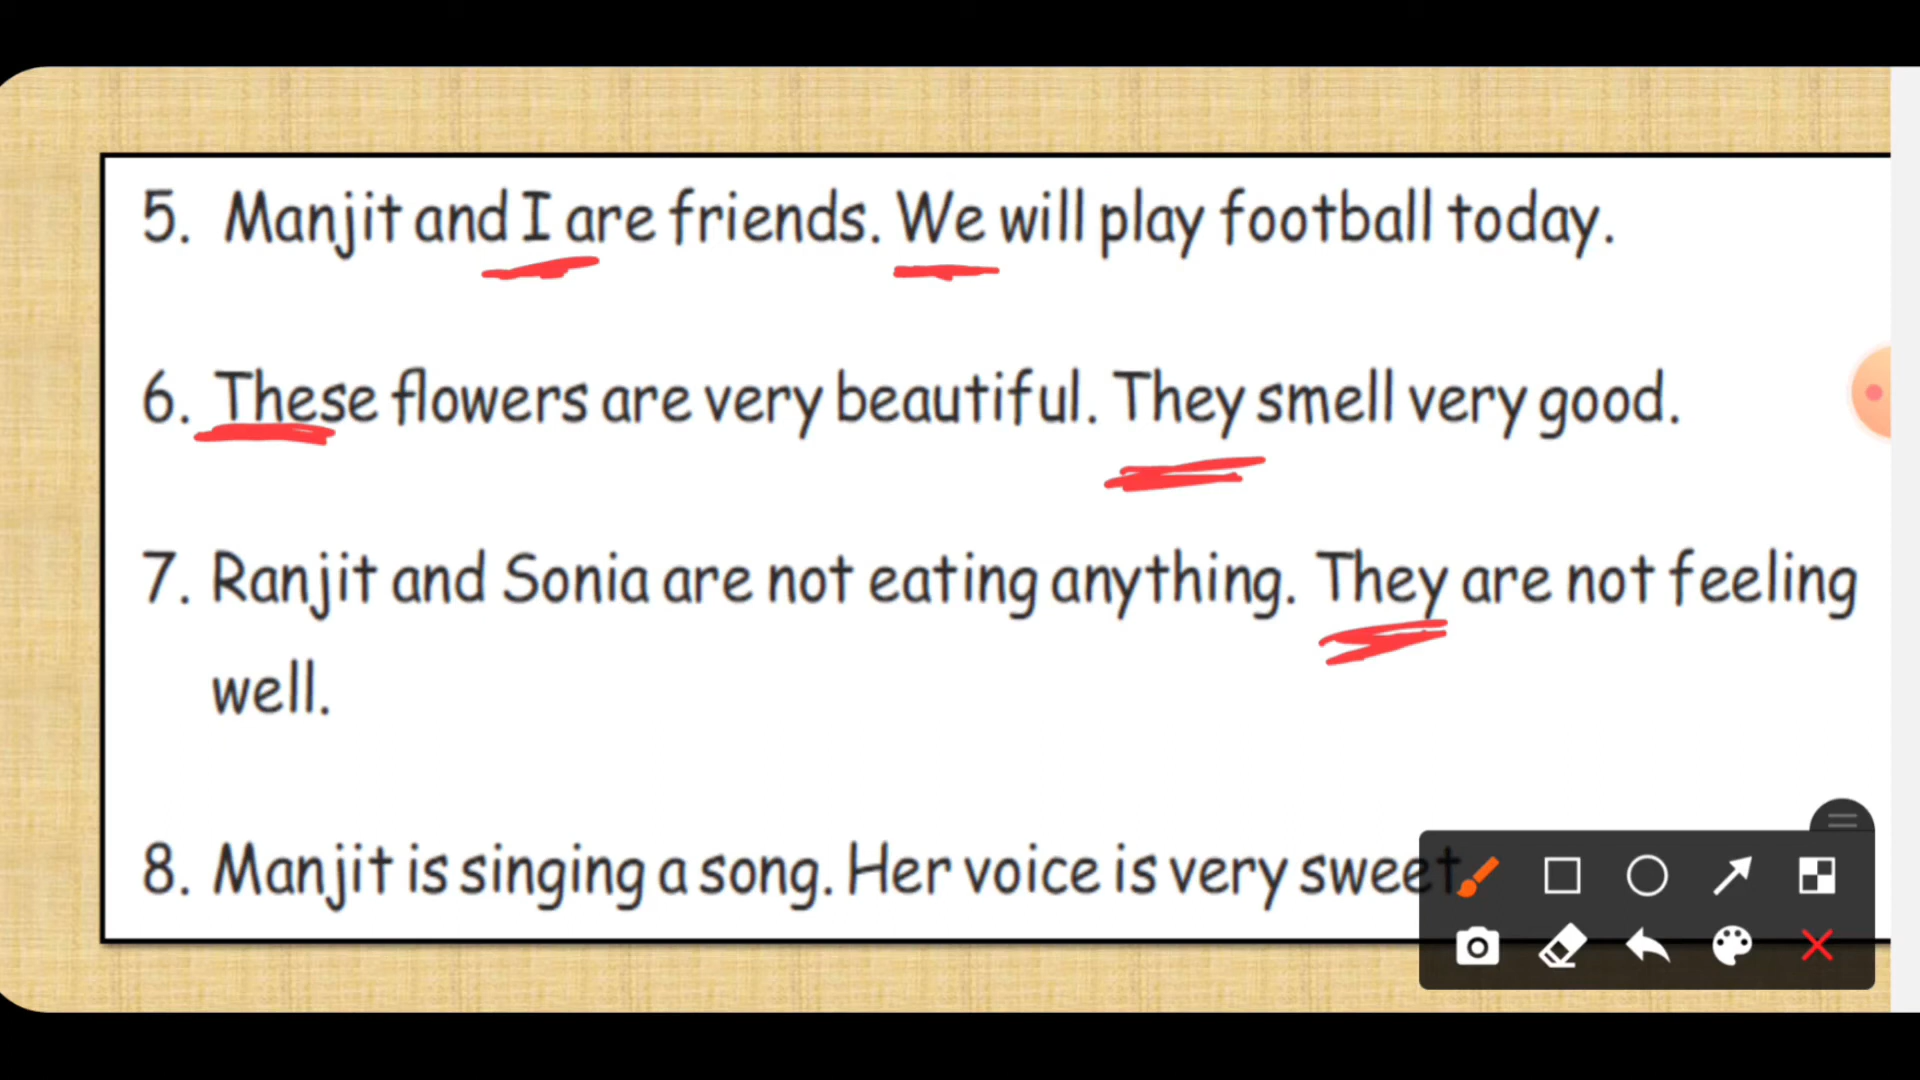 5. Manjit and I are friends. We will play football today.
6. These flowers are very beautiful. They smell very good.
7. Ranjit and Sonia are not eating anything. They are not feeling
well.
8. Manjit is singing a song. Her voice is very sweet